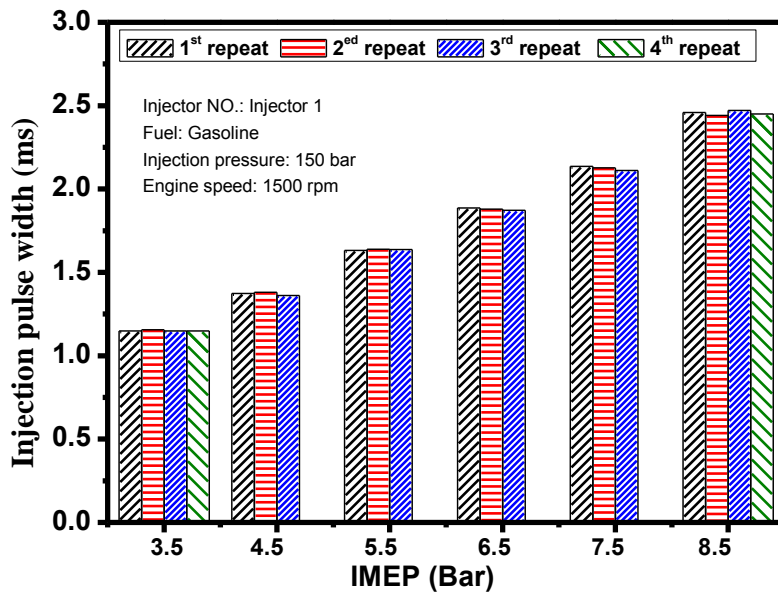 1st repeat 2ed repeat 3rd repeat 4th repeat
Injector NO.: Injector 1
Fuel: Gasoline
Injection pressure: 150 bar
Engine speed: 1500 rpm
Injection pulse width (ms)
3.0
2.5
2.0
1.5
1.0
0.5
0.0
3.5 4.5 5.5 6.5 7.5 8.5
IMEP (Bar)